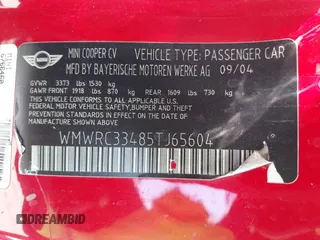 MINI COOPER CV VEHICLE TYPE: PASSENGER CAR
MFD BY BAYERISCHE MOTOREN WERKE AG 09/04
GVWR 3373 lbs 1530 kg
GAWR FRONT 1918 lbs 870 kg GAWR REAR 1609 lbs 730 kg
THIS VEHICLE CONFORMS TO ALL APPLICABLE
FEDERAL MOTOR VEHICLE SAFETY, BUMPER AND THEFT
PREVENTION STANDARDS IN EFFECT ON THE DATE OF
MANUFACTURE SHOWN ABOVE.
WMWRC33485TJ65604
DREAMBID